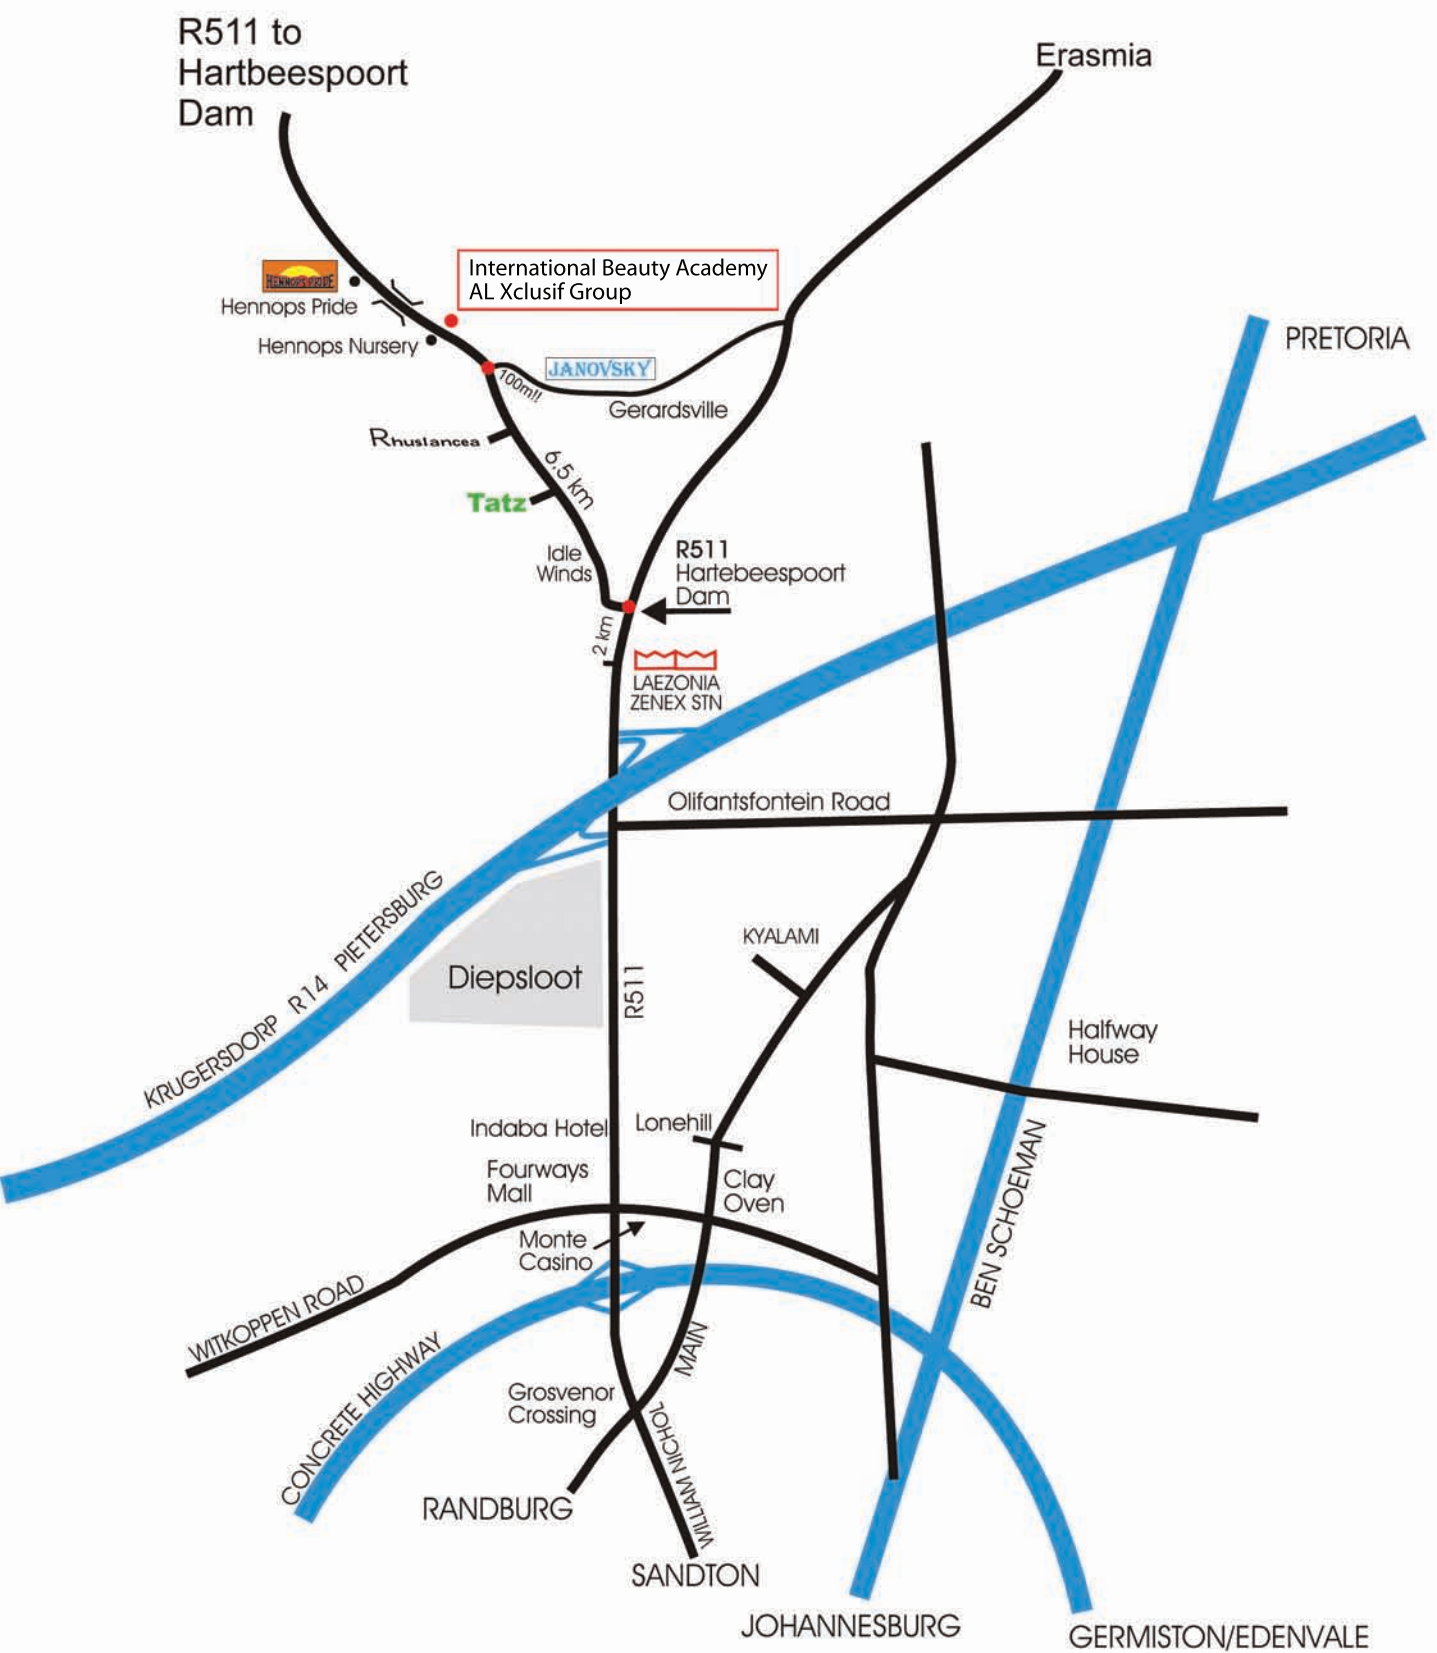 R511 to
Hartbeespoort
Dam
Erasmia
International Beauty Academy
AL Xclusif Group
HENNOPS PRIDE
Hennops Pride
Hennops Nursery
PRETORIA
JANOVSKY
100m!!
Gerardsville
Rhuslancea
6.5 km
Tatz
Idle
Winds
R511
Hartebeespoort
Dam
2 km
LAEZONIA
ZENEX STN
Olifantsfontein Road
KRUGERSDORP R14 PIETERSBURG
Diepsloot
R511
KYALAMI
Halfway
House
Indaba Hotel
Lonehill
Fourways
Mall
Clay
Oven
BEN SCHOEMAN
Monte
Casino
WITKOPPEN ROAD
CONCRETE HIGHWAY
MAIN
Grosvenor
Crossing
WILLIAM NICHOL
RANDBURG
SANDTON
JOHANNESBURG
GERMISTON/EDENVALE